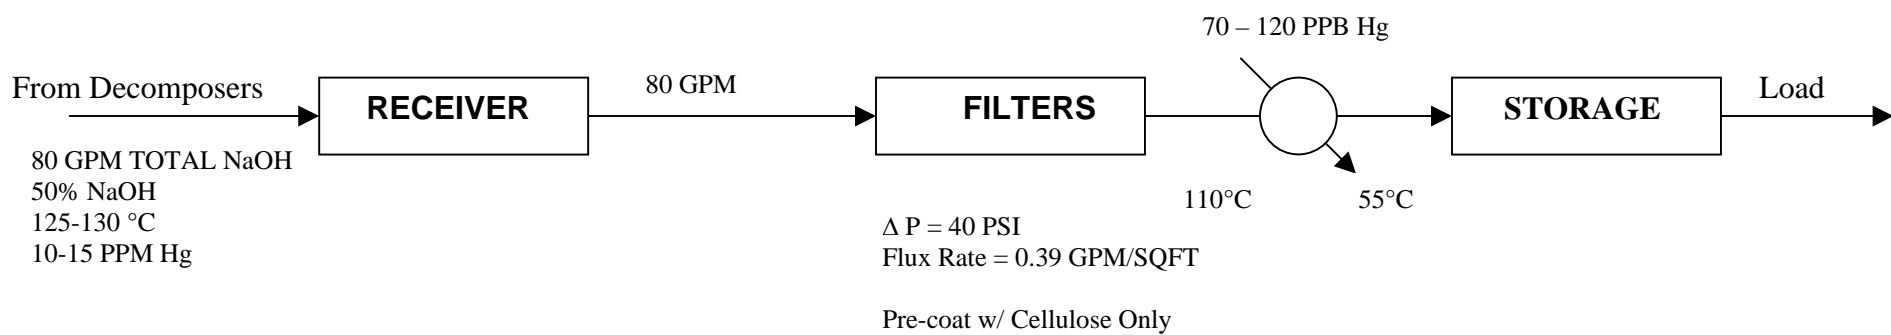 70 – 120 PPB Hg
From Decomposers
RECEIVER
80 GPM
FILTERS
STORAGE
Load
80 GPM TOTAL NaOH
50% NaOH
125-130 °C
10-15 PPM Hg
110°C
55°C
Δ P = 40 PSI
Flux Rate = 0.39 GPM/SQFT
Pre-coat w/ Cellulose Only